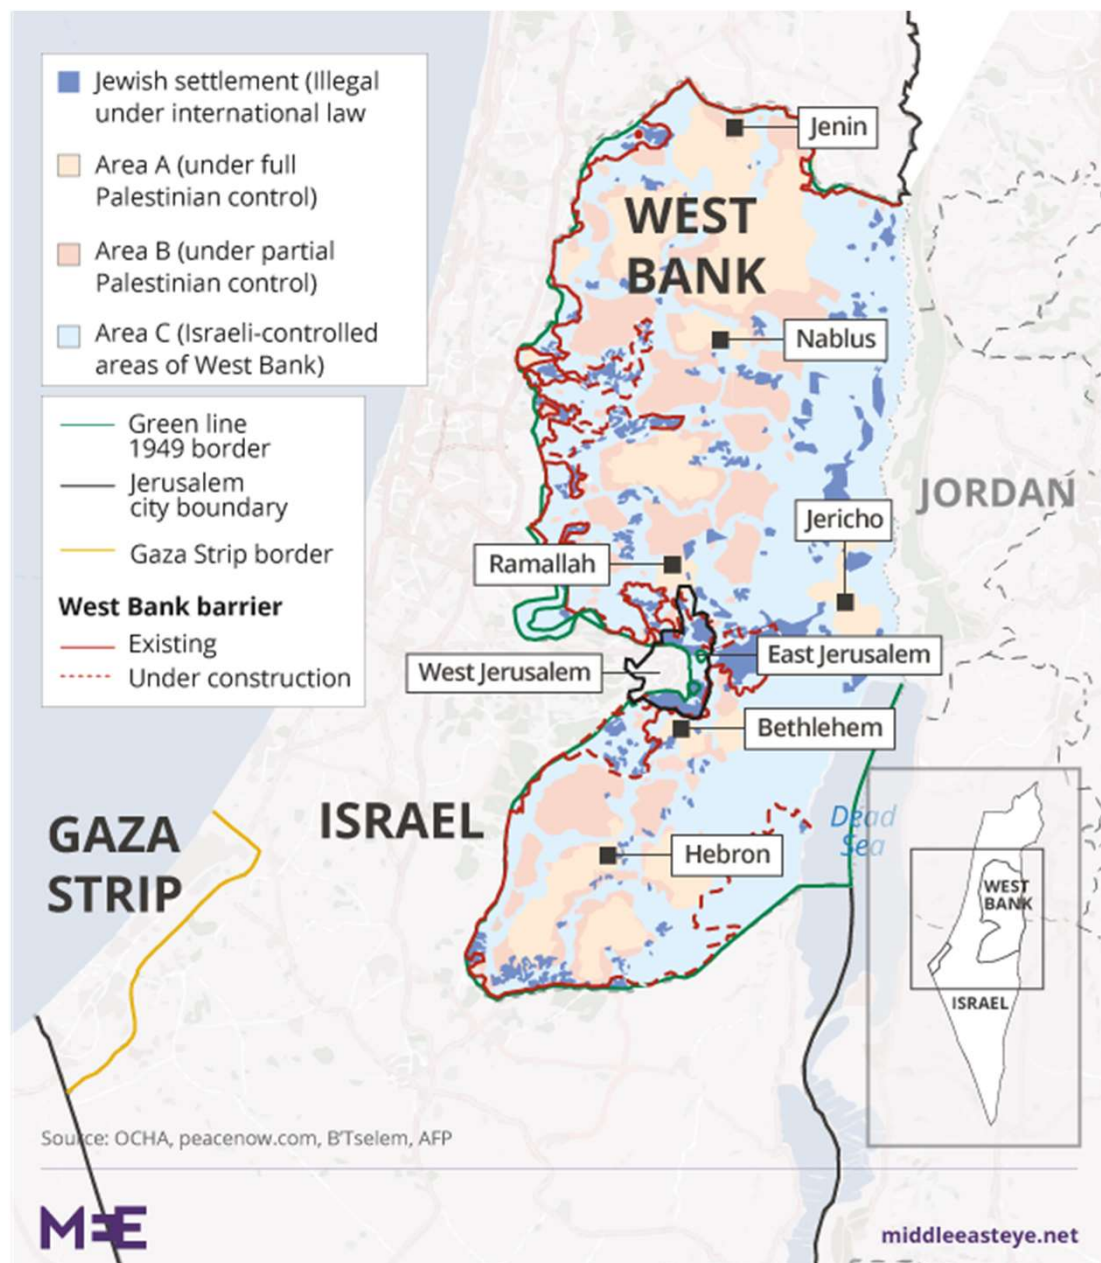 Jewish settlement (Illegal
under international law
Area A (under full
Palestinian control)
Area B (under partial
Palestinian control)
Area C (Israeli-controlled
areas of West Bank)
Green line
1949 border
Jerusalem
city boundary
Gaza Strip border
West Bank barrier
Existing
Under construction
Jenin
WEST
BANK
Nablus
JORDAN
Jericho
Ramallah
East Jerusalem
West Jerusalem
Bethlehem
ISRAEL
GAZA
STRIP
Dead
Sea
Hebron
WEST
BANK
ISRAEL
Source: OCHA, peacenow.com, B'Tselem, AFP
MEE
middleeasteye.net